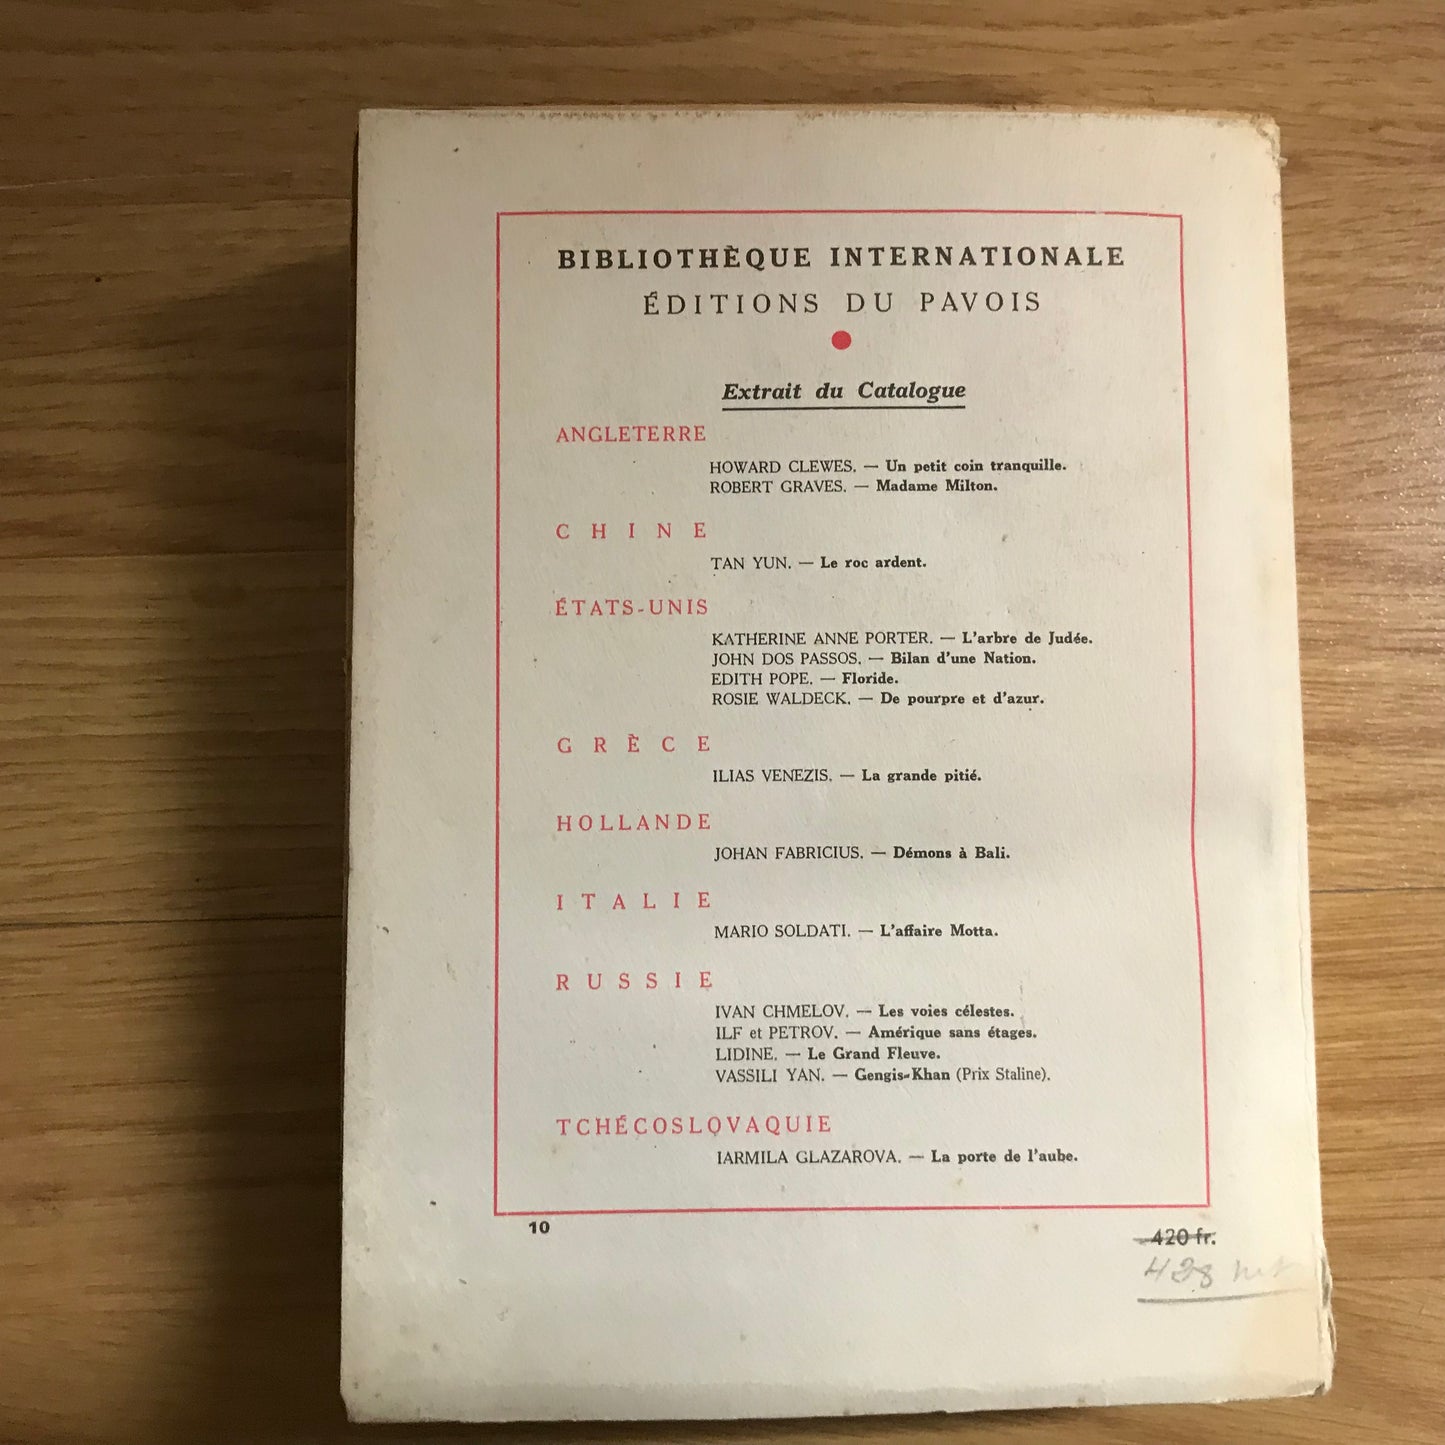 BIBLIOTHÈQUE INTERNATIONALE
ÉDITIONS DU PAVOIS
Extrait du Catalogue
ANGLETERRE
HOWARD CLEWES. — Un petit coin tranquille.
ROBERT GRAVES. — Madame Milton.
CHINE
TAN YUN. — Le roc ardent.
ÉTATS-UNIS
KATHERINE ANNE PORTER. — L'arbre de Judée.
JOHN DOS PASSOS. — Bilan d'une Nation.
EDITH POPE. — Floride.
ROSIE WALDECK. — De pourpre et d'azur.
GRÈCE
ILIAS VENEZIS. — La grande pitié.
HOLLANDE
JOHAN FABRICIUS. — Démons à Bali.
ITALIE
MARIO SOLDATI. — L'affaire Motta.
RUSSIE
IVAN CHMELOV. — Les voies célestes.
ILF et PETROV. — Amérique sans étages.
LIDINE. — Le Grand Fleuve.
VASSILI YAN. — Gengis-Khan (Prix Staline).
TCHÉCOSLOVAQUIE
IARMILA GLAZAROVA. — La porte de l'aube.
10
420 fr.